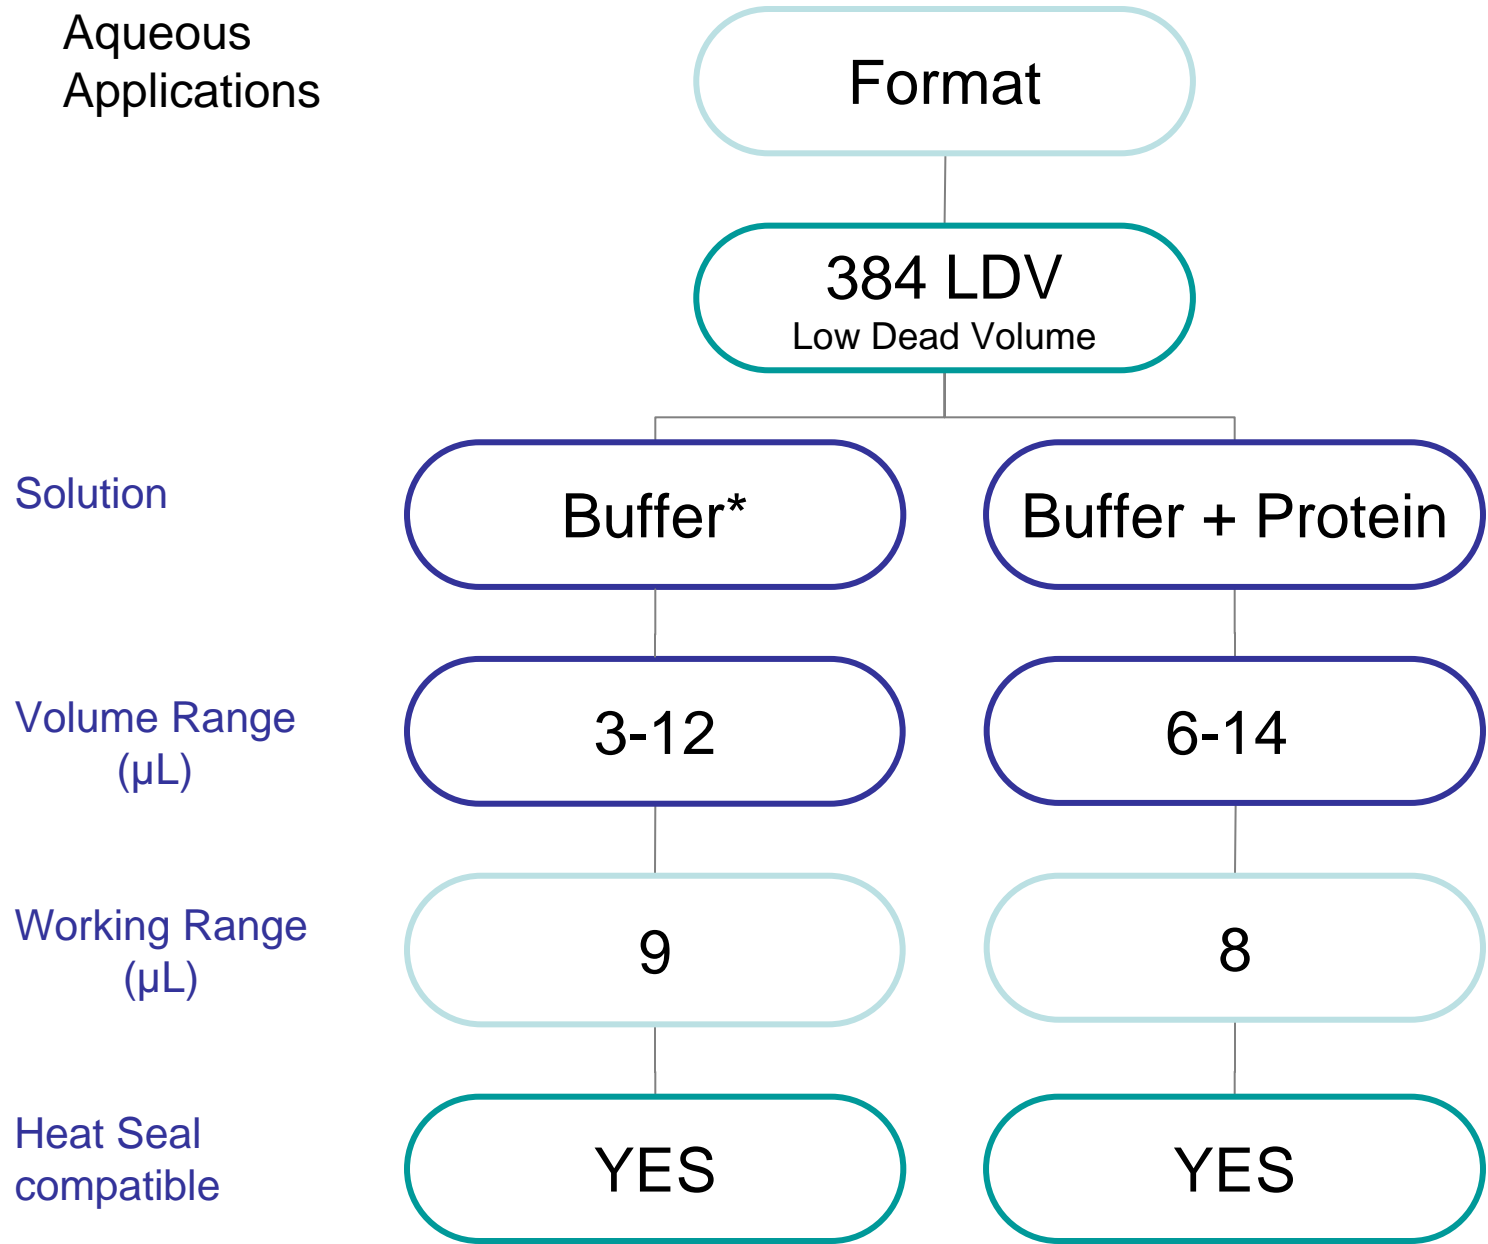 Aqueous
Applications
Format
384 LDV
Low Dead Volume
Solution
Buffer*
Buffer + Protein
Volume Range
(µL)
3-12
6-14
Working Range
(µL)
9
8
Heat Seal
compatible
YES
YES